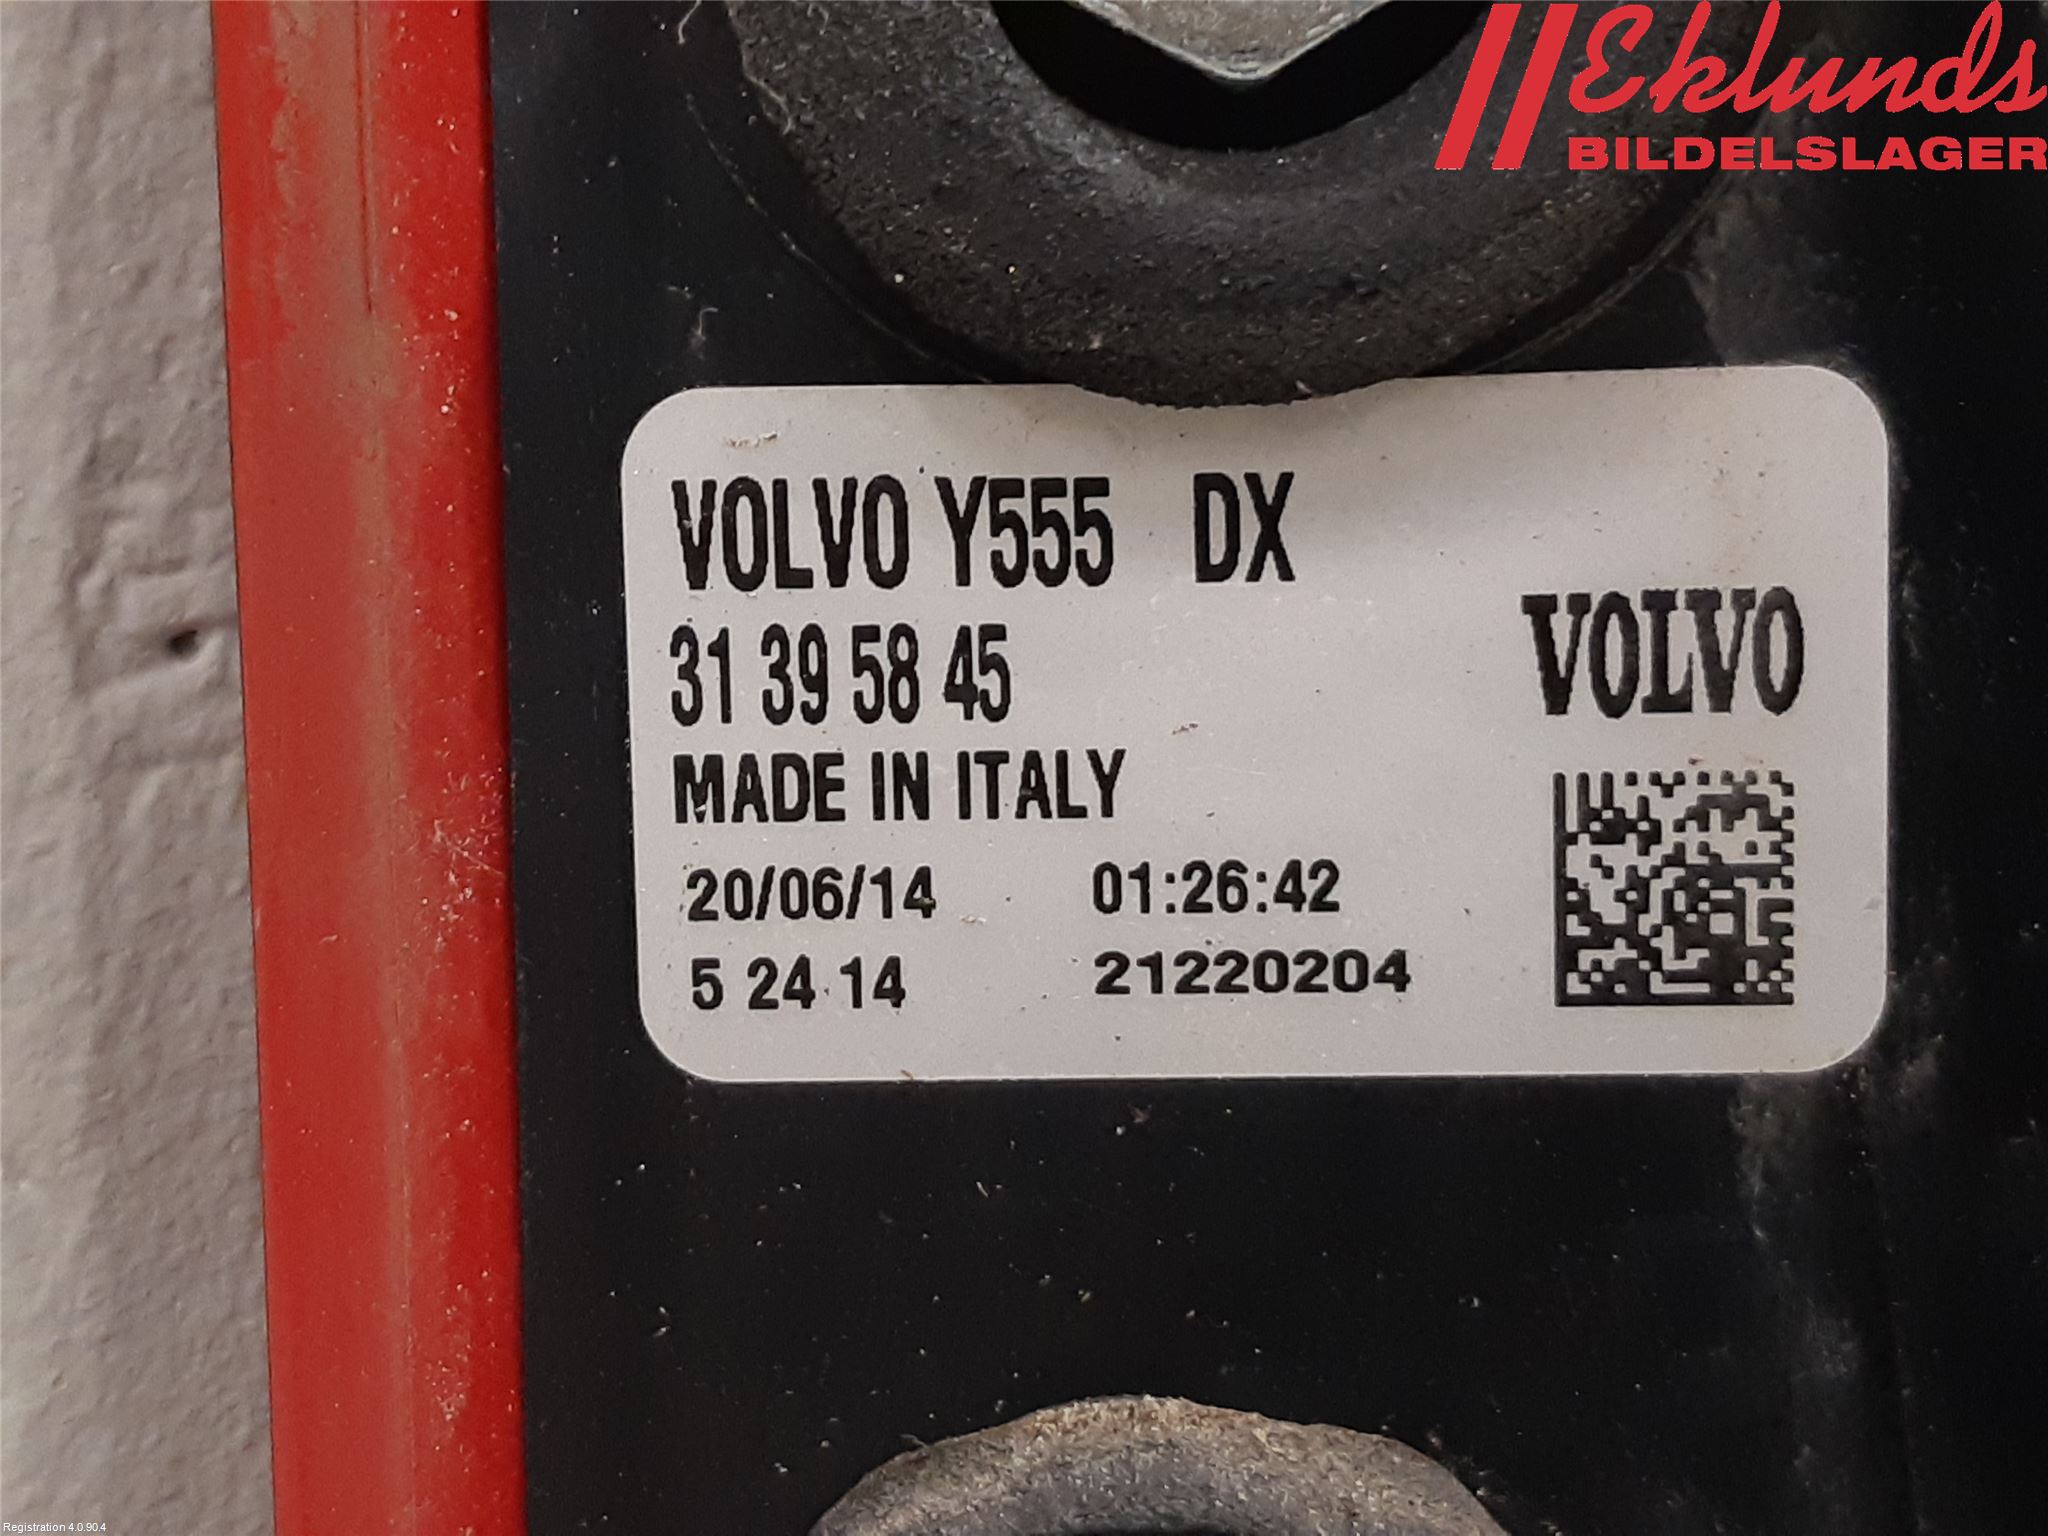 Eklunds
BILDELSLAGER
VOLVO Y555 DX
31 39 58 45
VOLVO
MADE IN ITALY
20/06/14 01:26:42
5 24 14 21220204
Registration 4.0.90.4